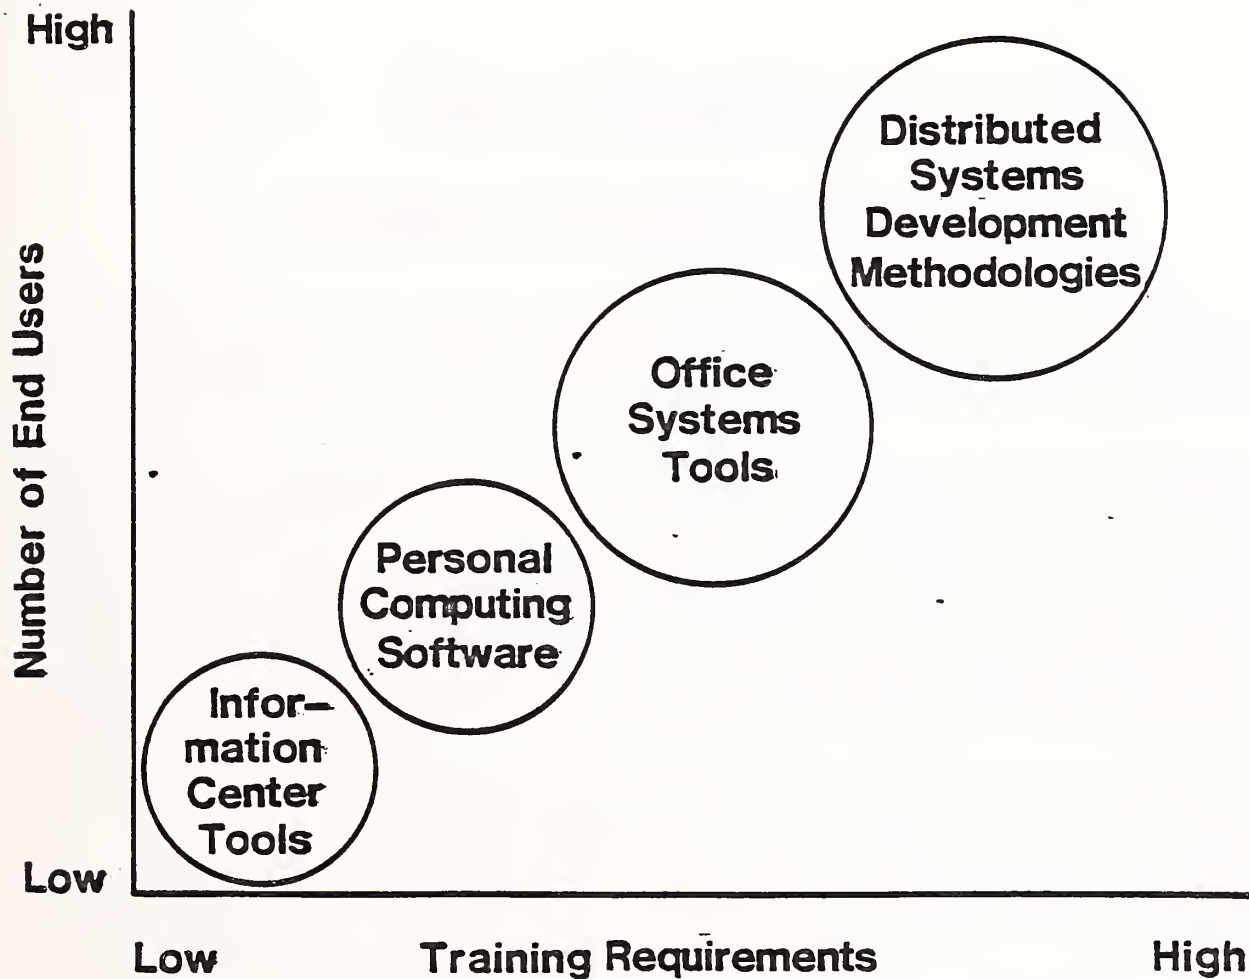 High
Number of End Users
Low
Distributed
Systems
Development
Methodologies
Office
Systems
Tools
Personal
Computing
Software
Infor-
mation
Center
Tools
Low
Training Requirements
High